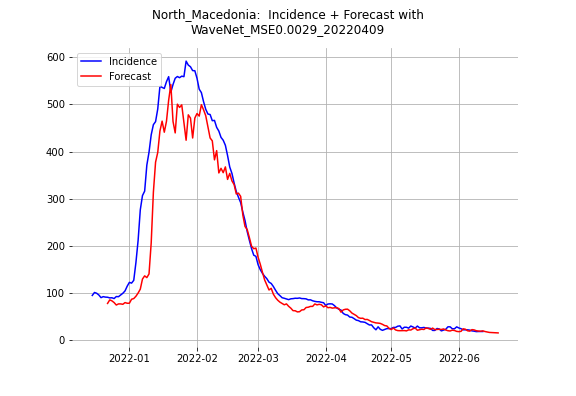 North_Macedonia:  Incidence + Forecast with
WaveNet_MSE0.0029_20220409
Incidence
Forecast
600
500
400
300
200
100
0
2022-01 2022-02 2022-03 2022-04 2022-05 2022-06